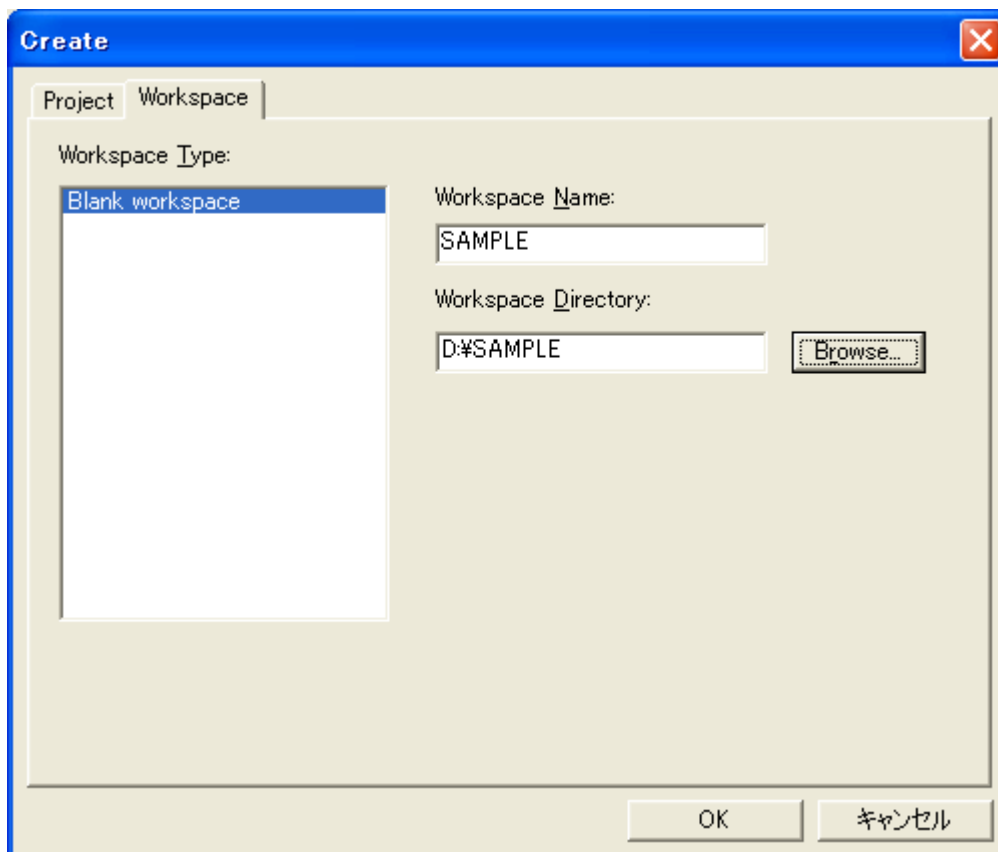 Create
Project
Workspace
Workspace Type:
Blank workspace
Workspace Name:
SAMPLE
Workspace Directory:
D:¥SAMPLE
Browse...
OK
キャンセル